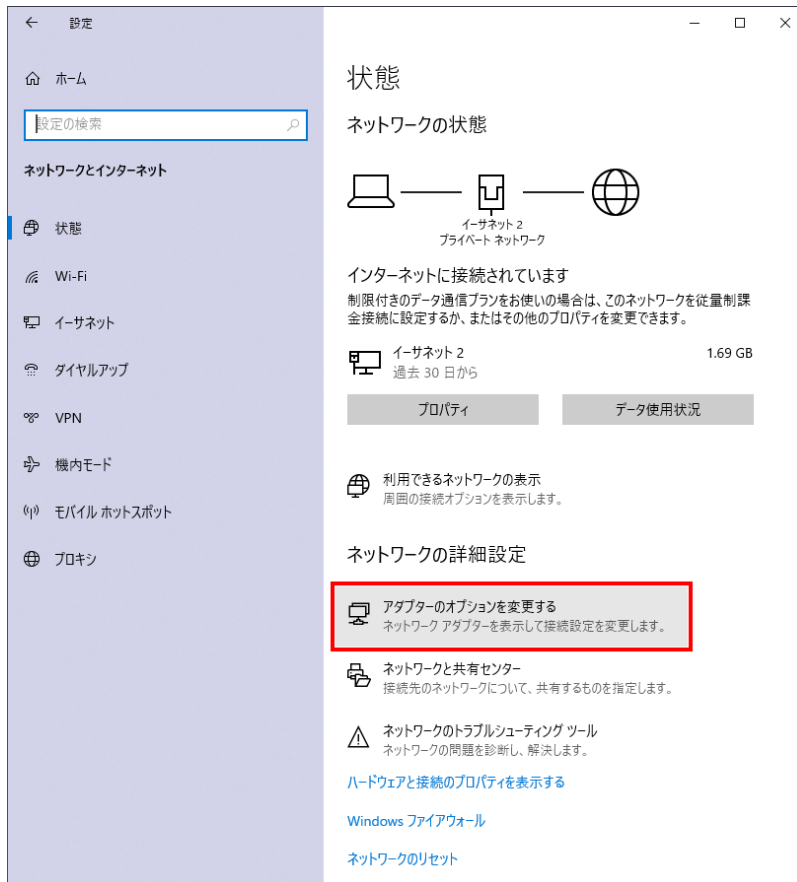 設定
ホーム
設定の検索
ネットワークとインターネット
状態
Wi-Fi
イーサネット
ダイヤルアップ
VPN
機内モード
モバイル ホットスポット
プロキシ
状態
ネットワークの状態
イーサネット 2
プライベート ネットワーク
インターネットに接続されています
制限付きのデータ通信プランをお使いの場合は、このネットワークを従量制課
金接続に設定するか、またはその他のプロパティを変更できます。
イーサネット 2
1.69 GB
過去 30 日から
プロパティ
データ使用状況
利用できるネットワークの表示
周囲の接続オプションを表示します。
ネットワークの詳細設定
アダプターのオプションを変更する
ネットワーク アダプターを表示して接続設定を変更します。
ネットワークと共有センター
接続先のネットワークについて、共有するものを指定します。
ネットワークのトラブルシューティング ツール
ネットワークの問題を診断し、解決します。
ハードウェアと接続のプロパティを表示する
Windows ファイアウォール
ネットワークのリセット